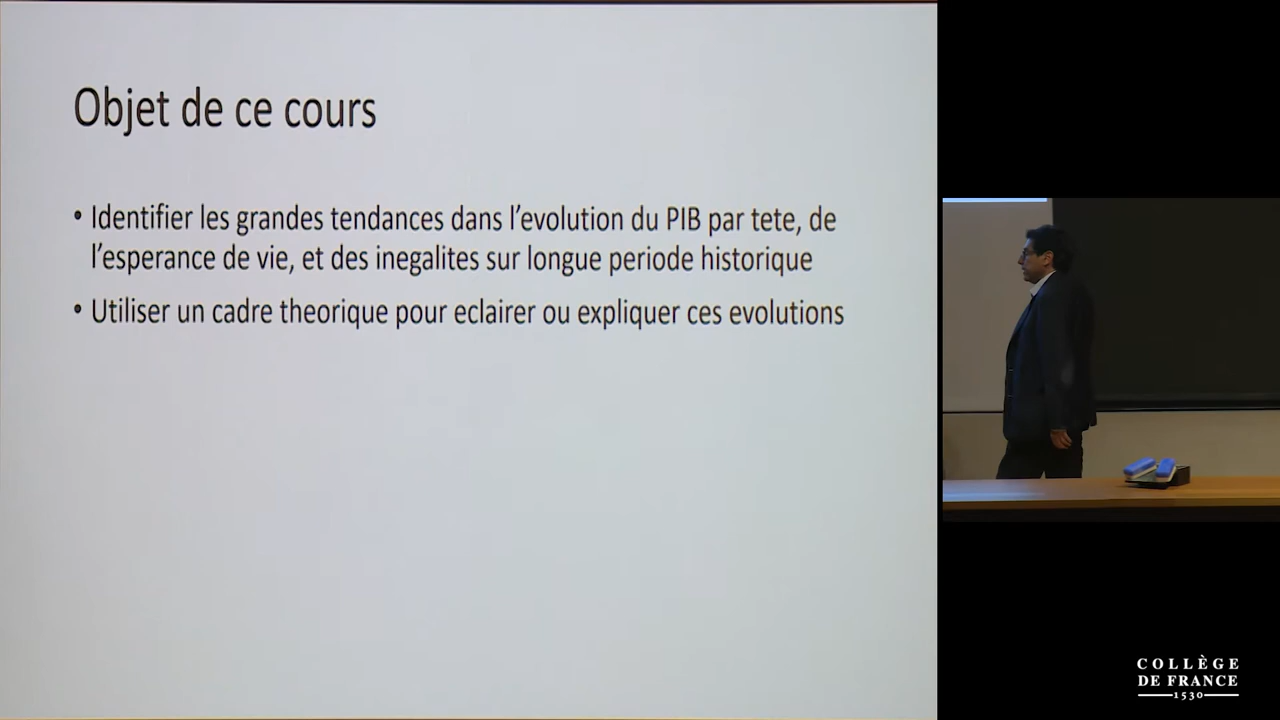 Objet de ce cours
• Identifier les grandes tendances dans l’evolution du PIB par tete, de
l’esperance de vie, et des inegalites sur longue periode historique
• Utiliser un cadre theorique pour eclairer ou expliquer ces evolutions
COLLÈGE
DE FRANCE
1530